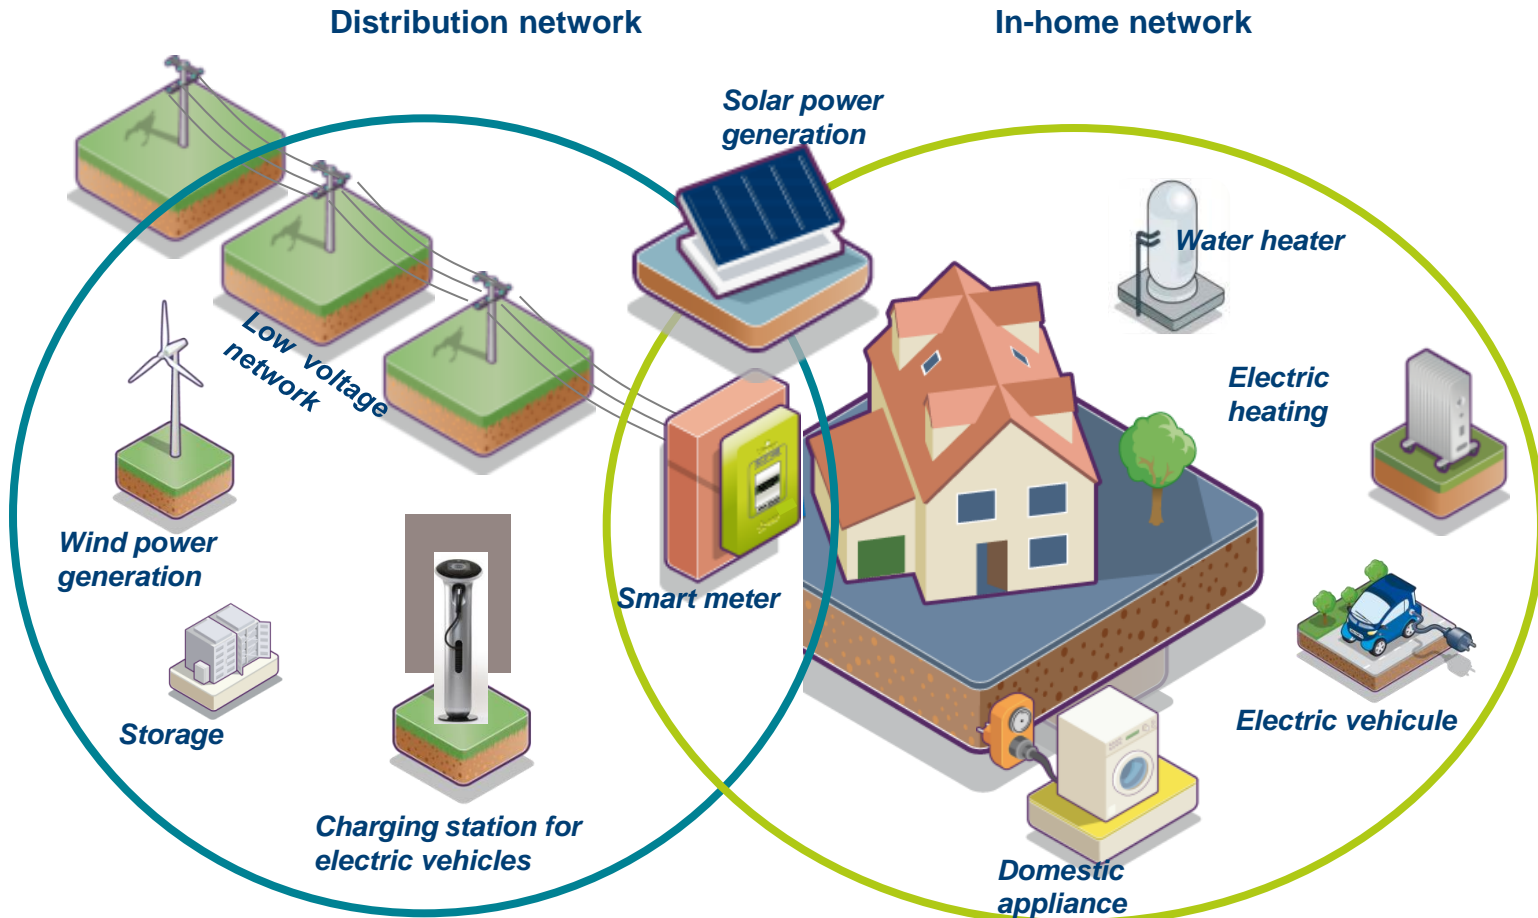 Distribution network
In-home network
Solar power
generation
Water heater
Low voltage
network
Electric
heating
Wind power
generation
Smart meter
Storage
Electric vehicule
Charging station for
electric vehicles
Domestic
appliance